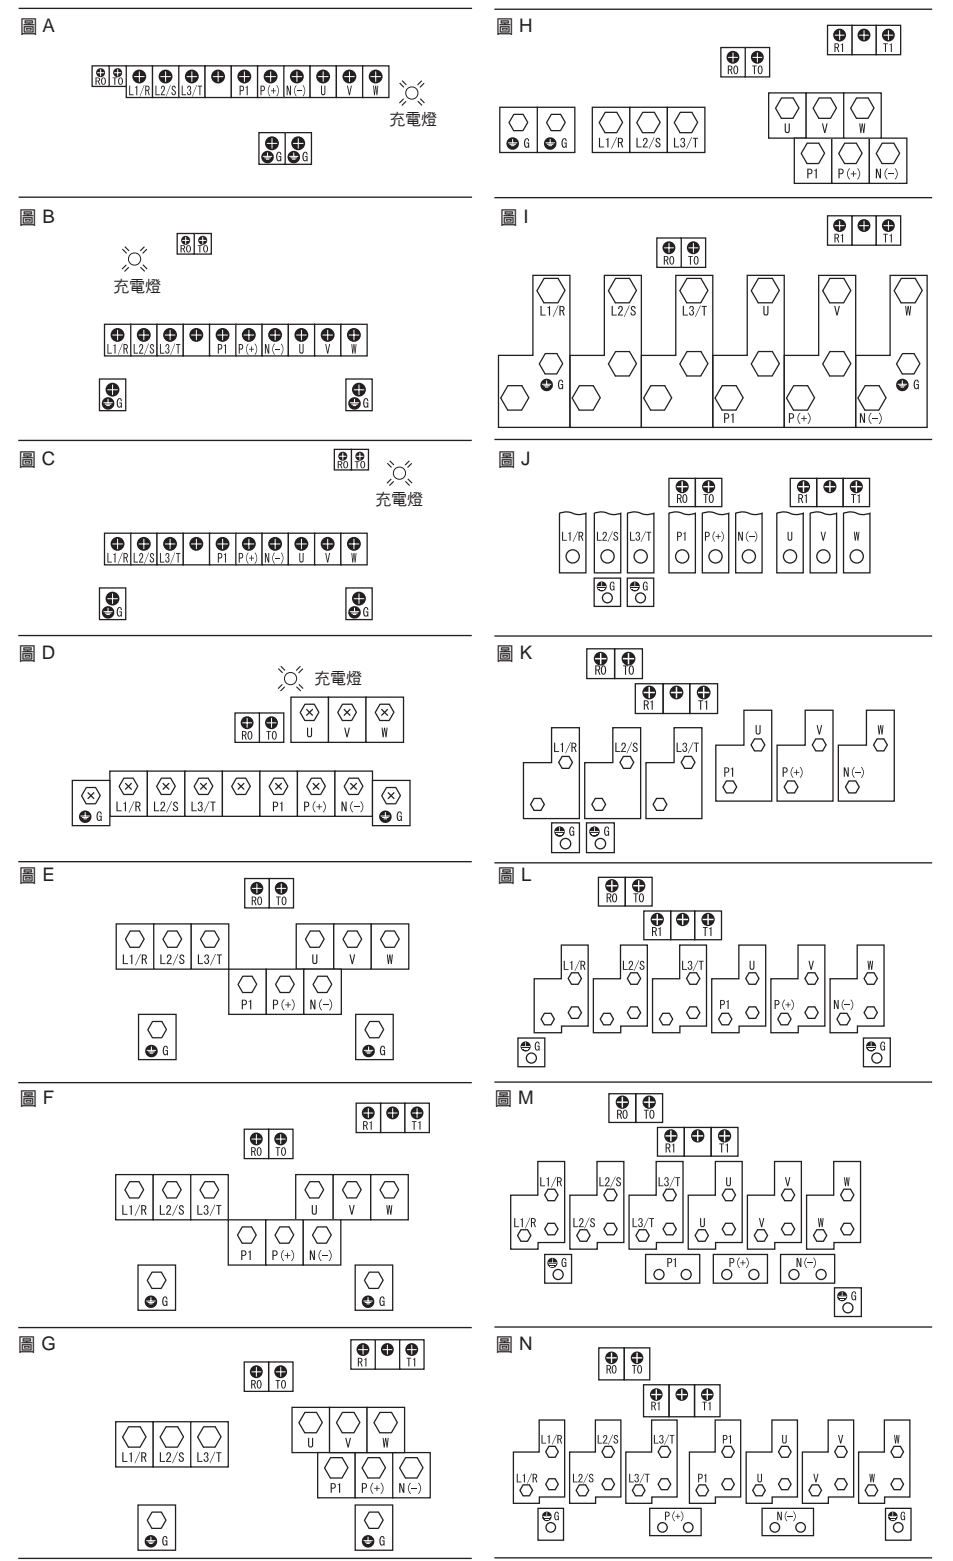 圖 A
R0 T0 L1/R L2/S L3/T P1 P(+) N(−) U V W
充電燈
G G
圖 B
R0 T0
充電燈
L1/R L2/S L3/T P1 P(+) N(−) U V W
G G
圖 C
R0 T0
充電燈
L1/R L2/S L3/T P1 P(+) N(−) U V W
G G
圖 D
充電燈
R0 T0 U V W
L1/R L2/S L3/T P1 P(+) N(−)
G G
圖 E
R0 T0
L1/R L2/S L3/T U V W
P1 P(+) N(−)
G G
圖 F
R1 T1
R0 T0
L1/R L2/S L3/T U V W
P1 P(+) N(−)
G G
圖 G
R1 T1
R0 T0
U V W
L1/R L2/S L3/T
P1 P(+) N(−)
G G
圖 H
R1 T1
R0 T0
U V W
G G L1/R L2/S L3/T
P1 P(+) N(−)
圖 I
R1 T1
R0 T0
L1/R L2/S L3/T U V W
G G
P1 P(+) N(−)
圖 J
R0 T0 R1 T1
L1/R L2/S L3/T P1 P(+) N(−) U V W
G G
圖 K
R0 T0
R1 T1
U V W
L1/R L2/S L3/T
P1 P(+) N(−)
G G
圖 L
R0 T0
R1 T1
L1/R L2/S L3/T U V W
P1 P(+) N(−)
G G
圖 M
R0 T0
R1 T1
L1/R L2/S L3/T U V W
L1/R L2/S L3/T U V W
G P1 P(+) N(−)
G
圖 N
R0 T0
R1 T1
L1/R L2/S L3/T P1 U V W
L1/R L2/S L3/T P1 U V W
G P(+) N(−) G